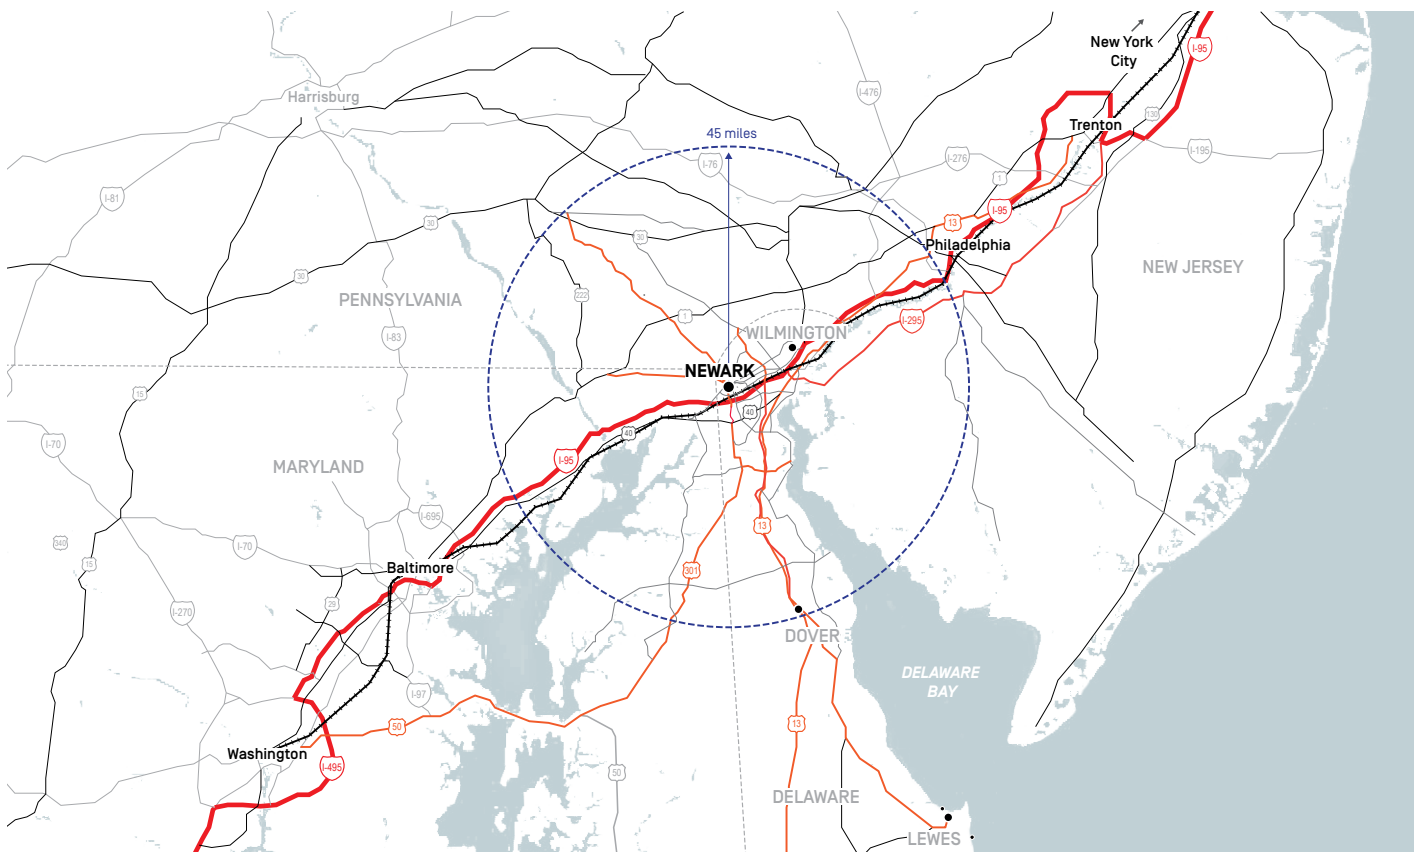 New York
City
I-95
Harrisburg
I-476
130
Trenton
45 miles
I-76
I-276
I-195
1
I-81
30
I-95
13
30
Philadelphia
30
NEW JERSEY
PENNSYLVANIA
222
1
I-295
I-83
WILMINGTON
NEWARK
15
40
40
I-70
I-95
MARYLAND
I-695
13
340
I-70
15
Baltimore
301
29
I-270
DOVER
DELAWARE
BAY
I-97
50
13
Washington
I-495
50
DELAWARE
LEWES